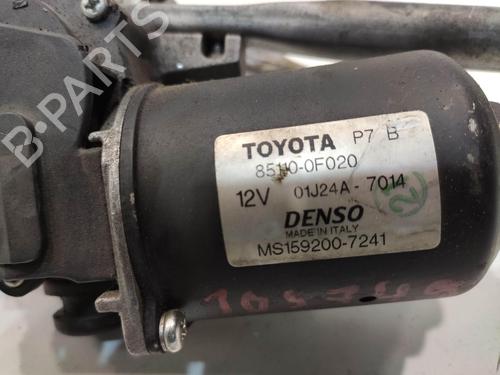 B-PARTS
TOYOTA P7 B
85110-0F020
12V 01J24A-7014
DENSO
MADE IN ITALY
MS159200-7241